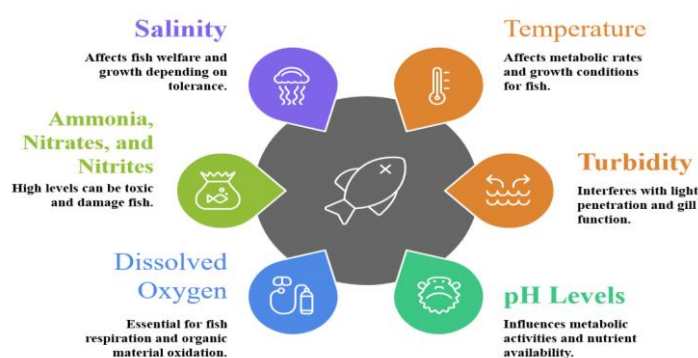 Salinity
Affects fish welfare and
growth depending on
tolerance.
Temperature
Affects metabolic rates
and growth conditions
for fish.
Ammonia,
Nitrates, and
Nitrites
High levels can be toxic
and damage fish.
Turbidity
Interferes with light
penetration and gill
function.
Dissolved
Oxygen
Essential for fish
respiration and organic
material oxidation.
pH Levels
Influences metabolic
activities and nutrient
availability.